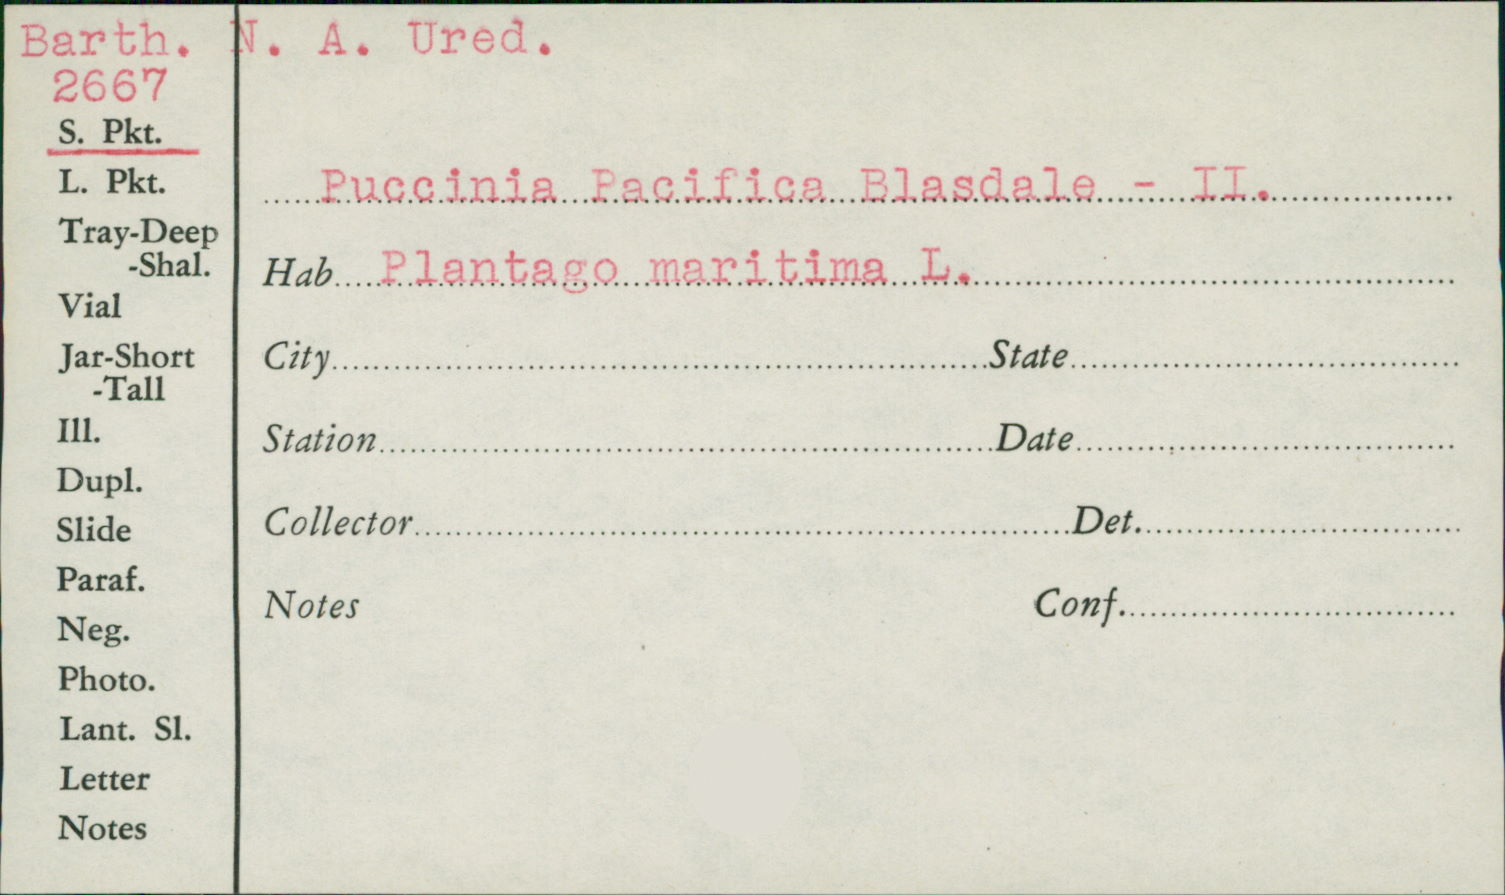 Barth. N. A. Ured.
2667
S. Pkt.
L. Pkt.
Tray-Deep
-Shal.
Vial
Jar-Short
-Tall
Ill.
Dupl.
Slide
Paraf.
Neg.
Photo.
Lant. Sl.
Letter
Notes
Puccinia Pacifica Blasdale - II.
Hab. Plantago maritima L.
City State
Station Date
Collector Det.
Notes Conf.